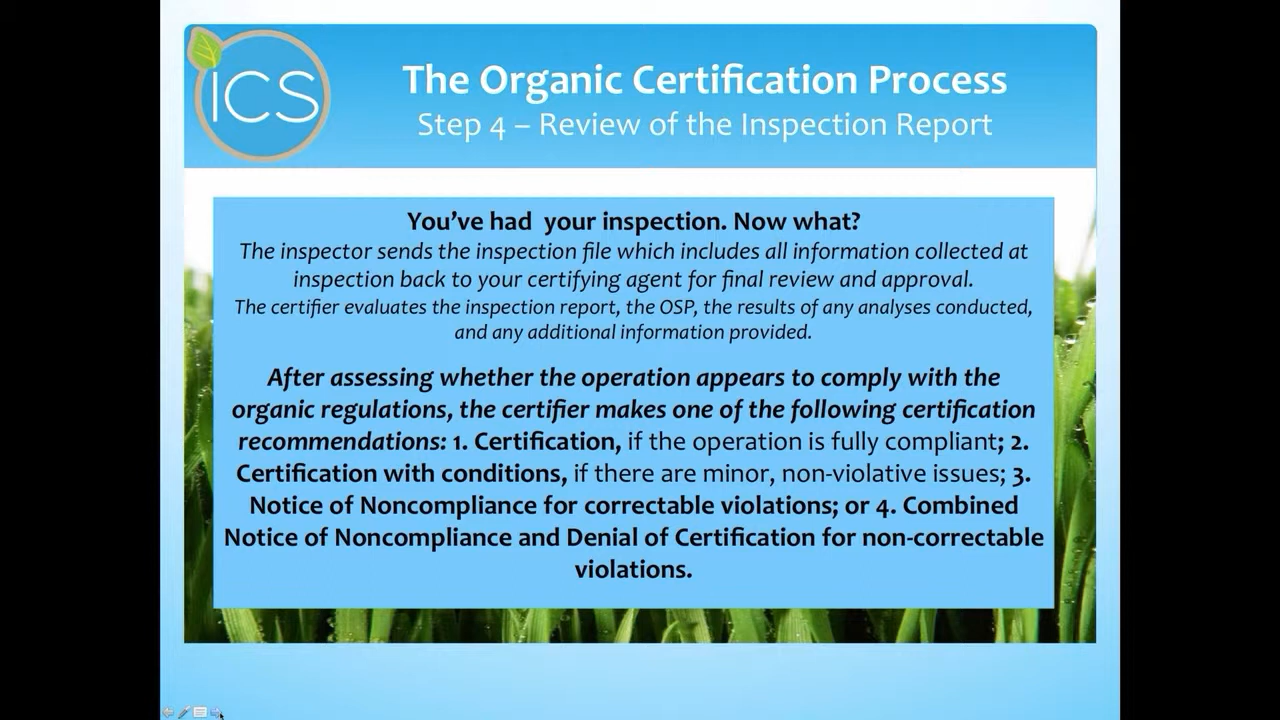 ICS
The Organic Certification Process
Step 4 – Review of the Inspection Report
You’ve had  your inspection. Now what?
The inspector sends the inspection file which includes all information collected at
inspection back to your certifying agent for final review and approval.
The certifier evaluates the inspection report, the OSP, the results of any analyses conducted,
and any additional information provided.
After assessing whether the operation appears to comply with the
organic regulations, the certifier makes one of the following certification
recommendations: 1. Certification, if the operation is fully compliant; 2.
Certification with conditions, if there are minor, non-violative issues; 3.
Notice of Noncompliance for correctable violations; or 4. Combined
Notice of Noncompliance and Denial of Certification for non-correctable
violations.